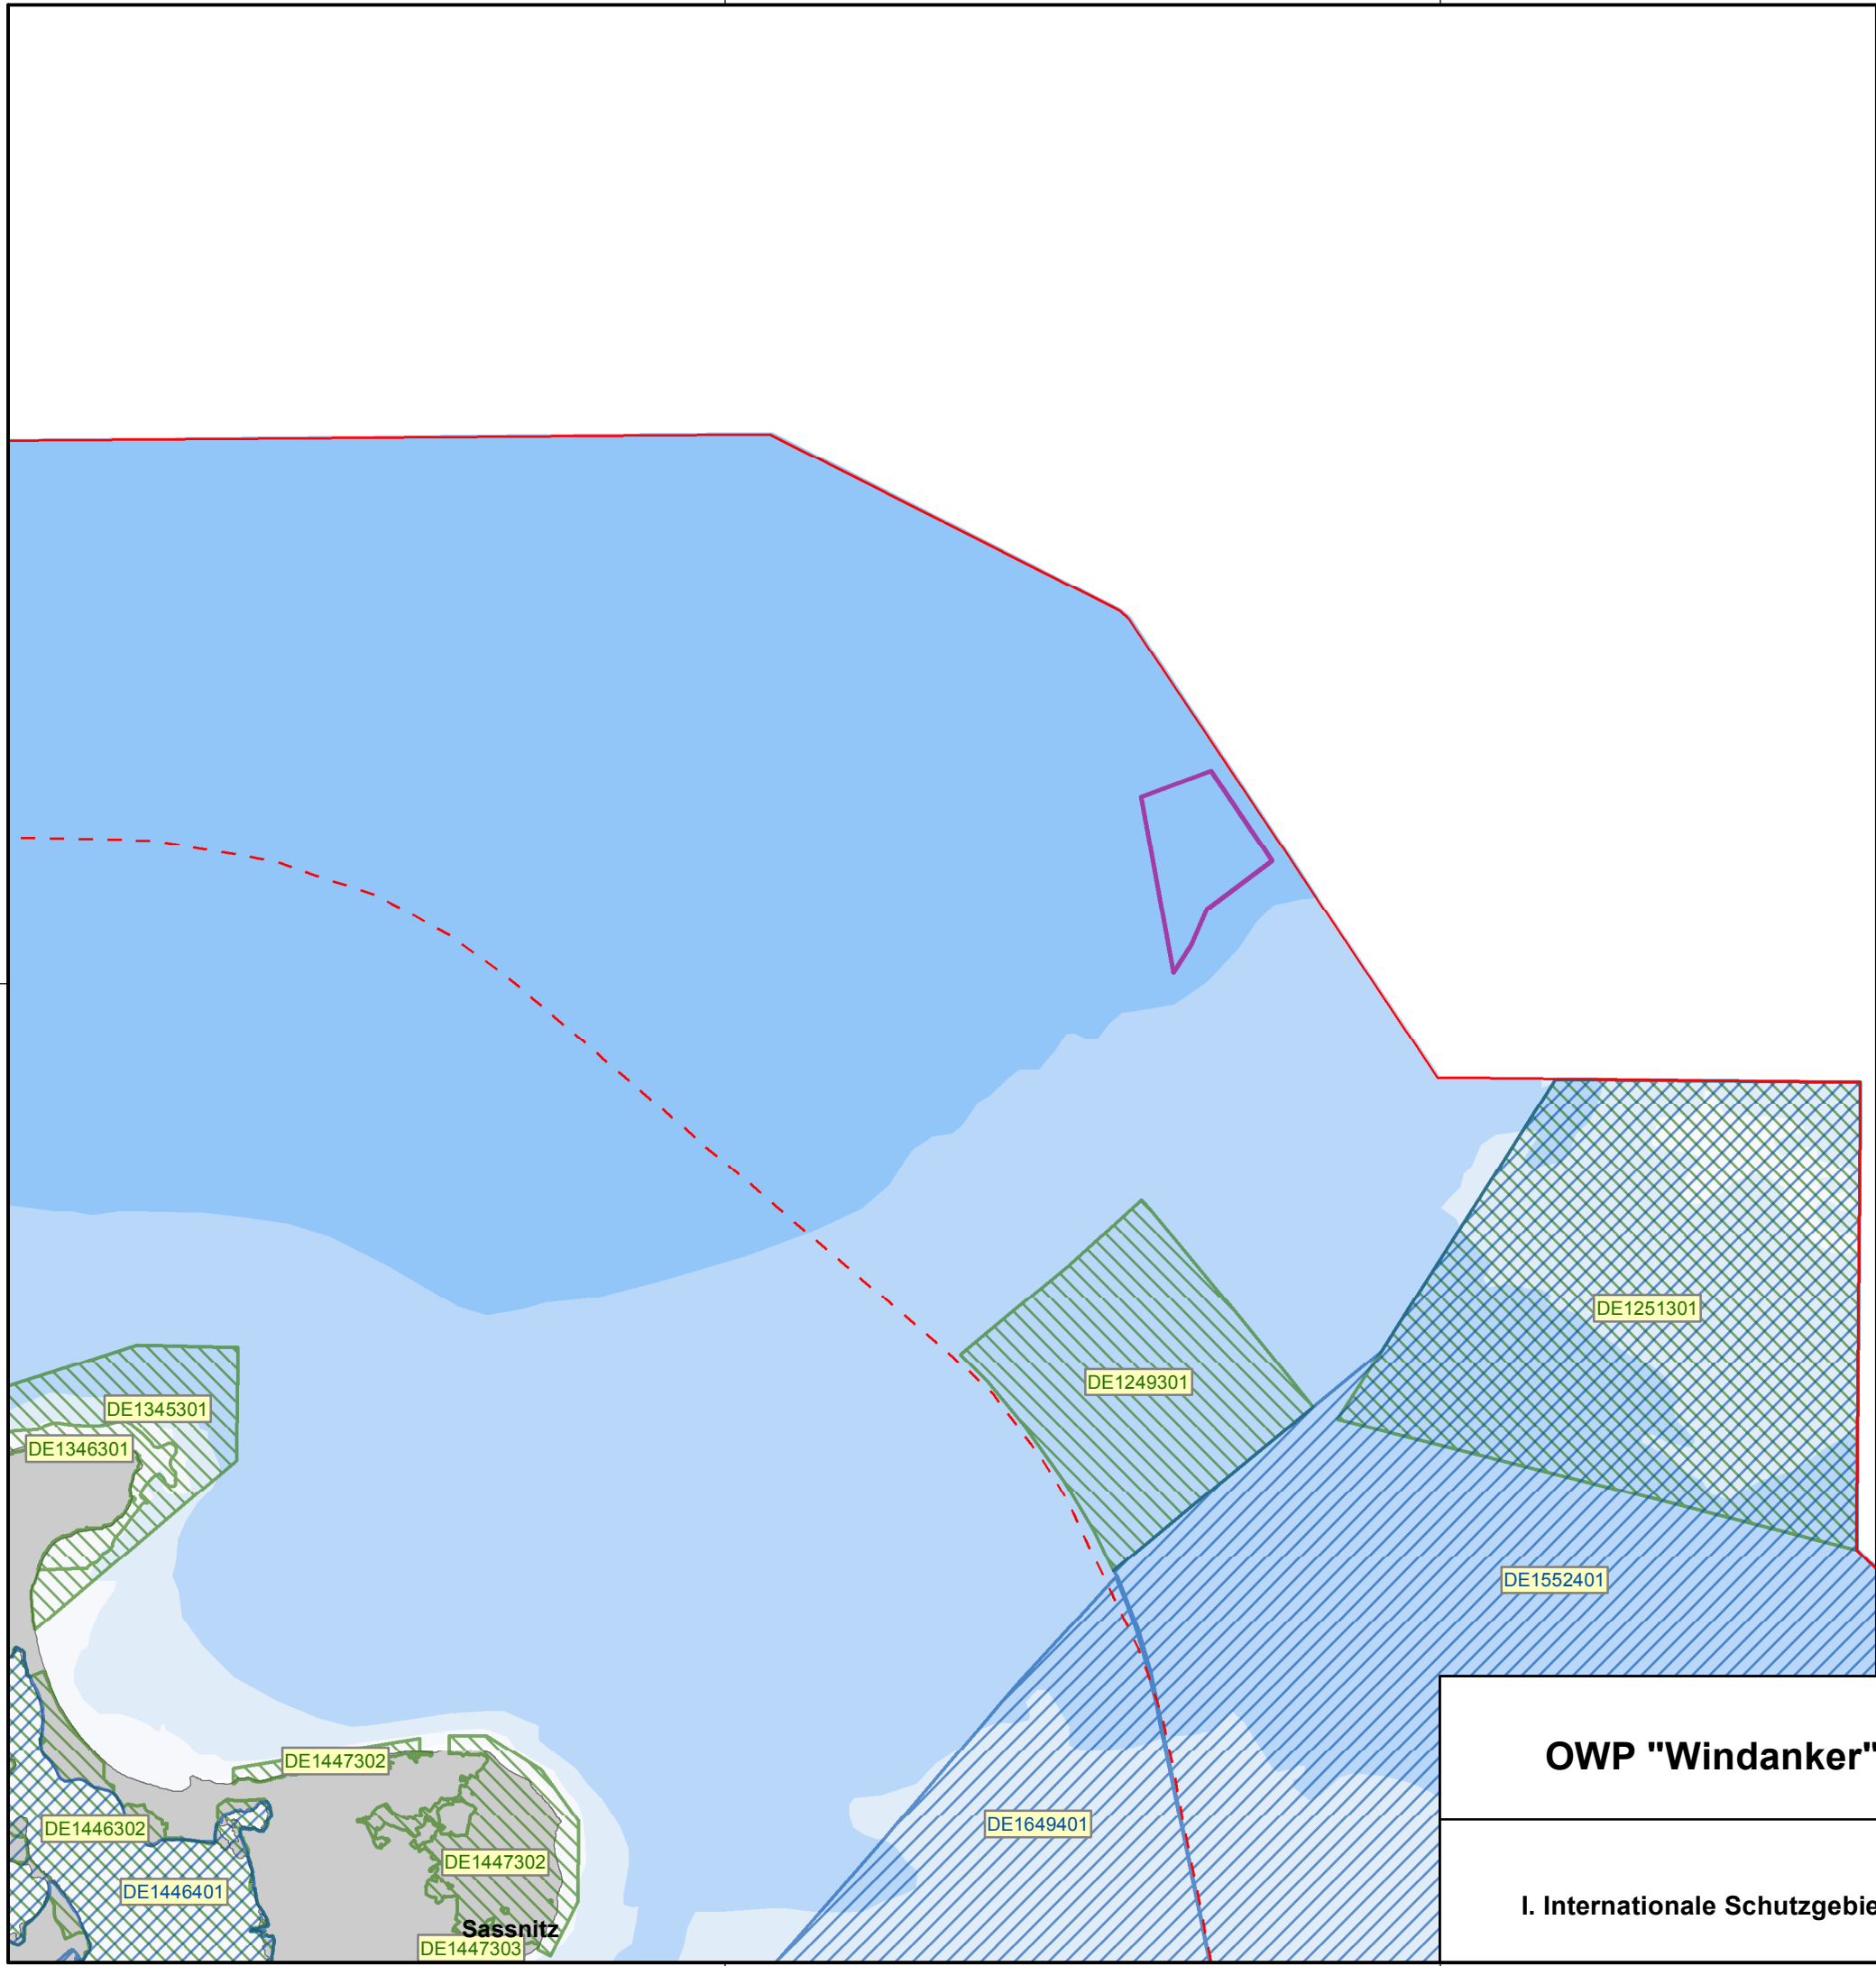 DE1251301
DE1249301
DE1345301
DE1346301
DE1552401
OWP "Windanker"
DE1447302
DE1649401
DE1446302
DE1447302
DE1446401
I. Internationale Schutzgebie
Sassnitz
DE1447303